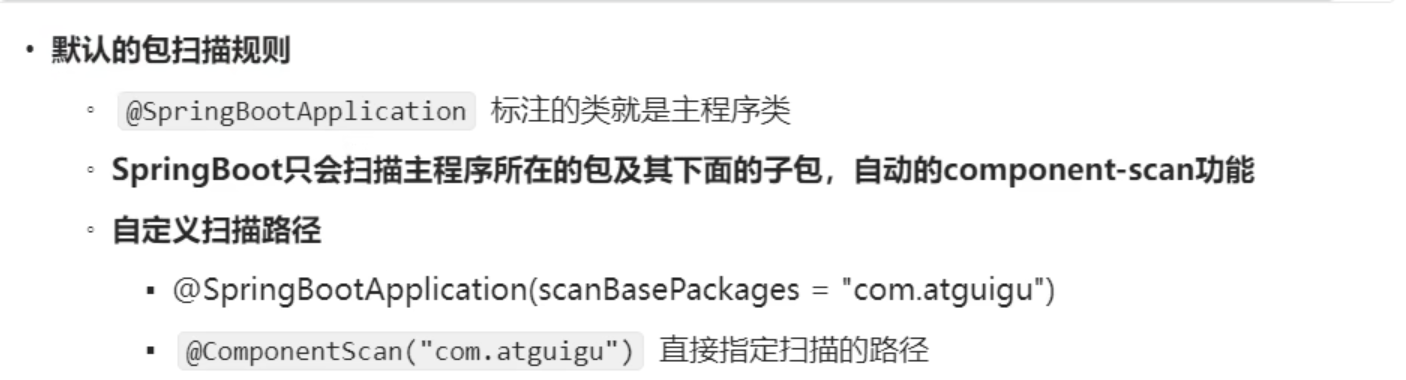 • 默认的包扫描规则
◦ @SpringBootApplication 标注的类就是主程序类
◦ SpringBoot只会扫描主程序所在的包及其下面的子包，自动的component-scan功能
◦ 自定义扫描路径
▪ @SpringBootApplication(scanBasePackages = "com.atguigu")
▪ @ComponentScan("com.atguigu") 直接指定扫描的路径